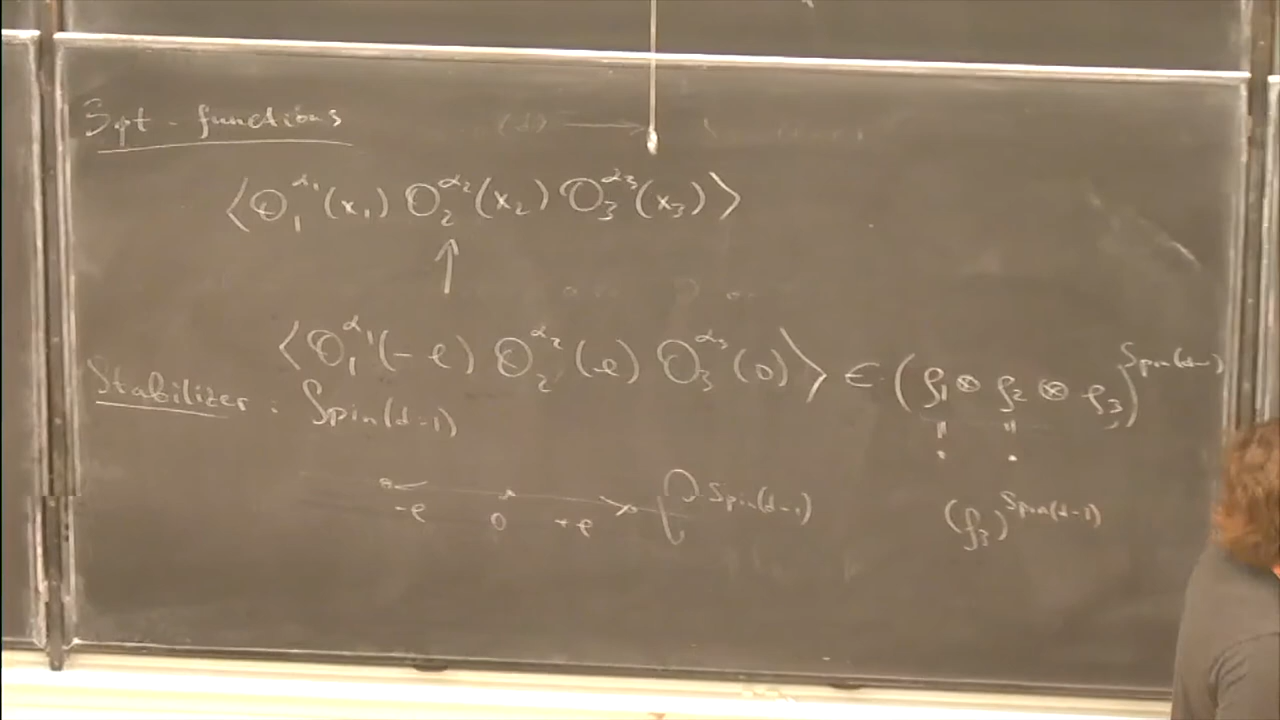 3pt - functions
⟨𝕆₁^{α₁}(x₁) 𝕆₂^{α₂}(x₂) 𝕆₃^{α₃}(x₃)⟩
↑
⟨𝕆₁^{α₁}(-e) 𝕆₂^{α₂}(e) 𝕆₃^{α₃}(0)⟩ ∈ (ρ₁ ⊗ ρ₂ ⊗ ρ₃)^{Spin(d-1)}
Stabilizer : Spin(d-1)
-e 0 +e Spin(d-1)
(ρ₃)^{Spin(d-1)}